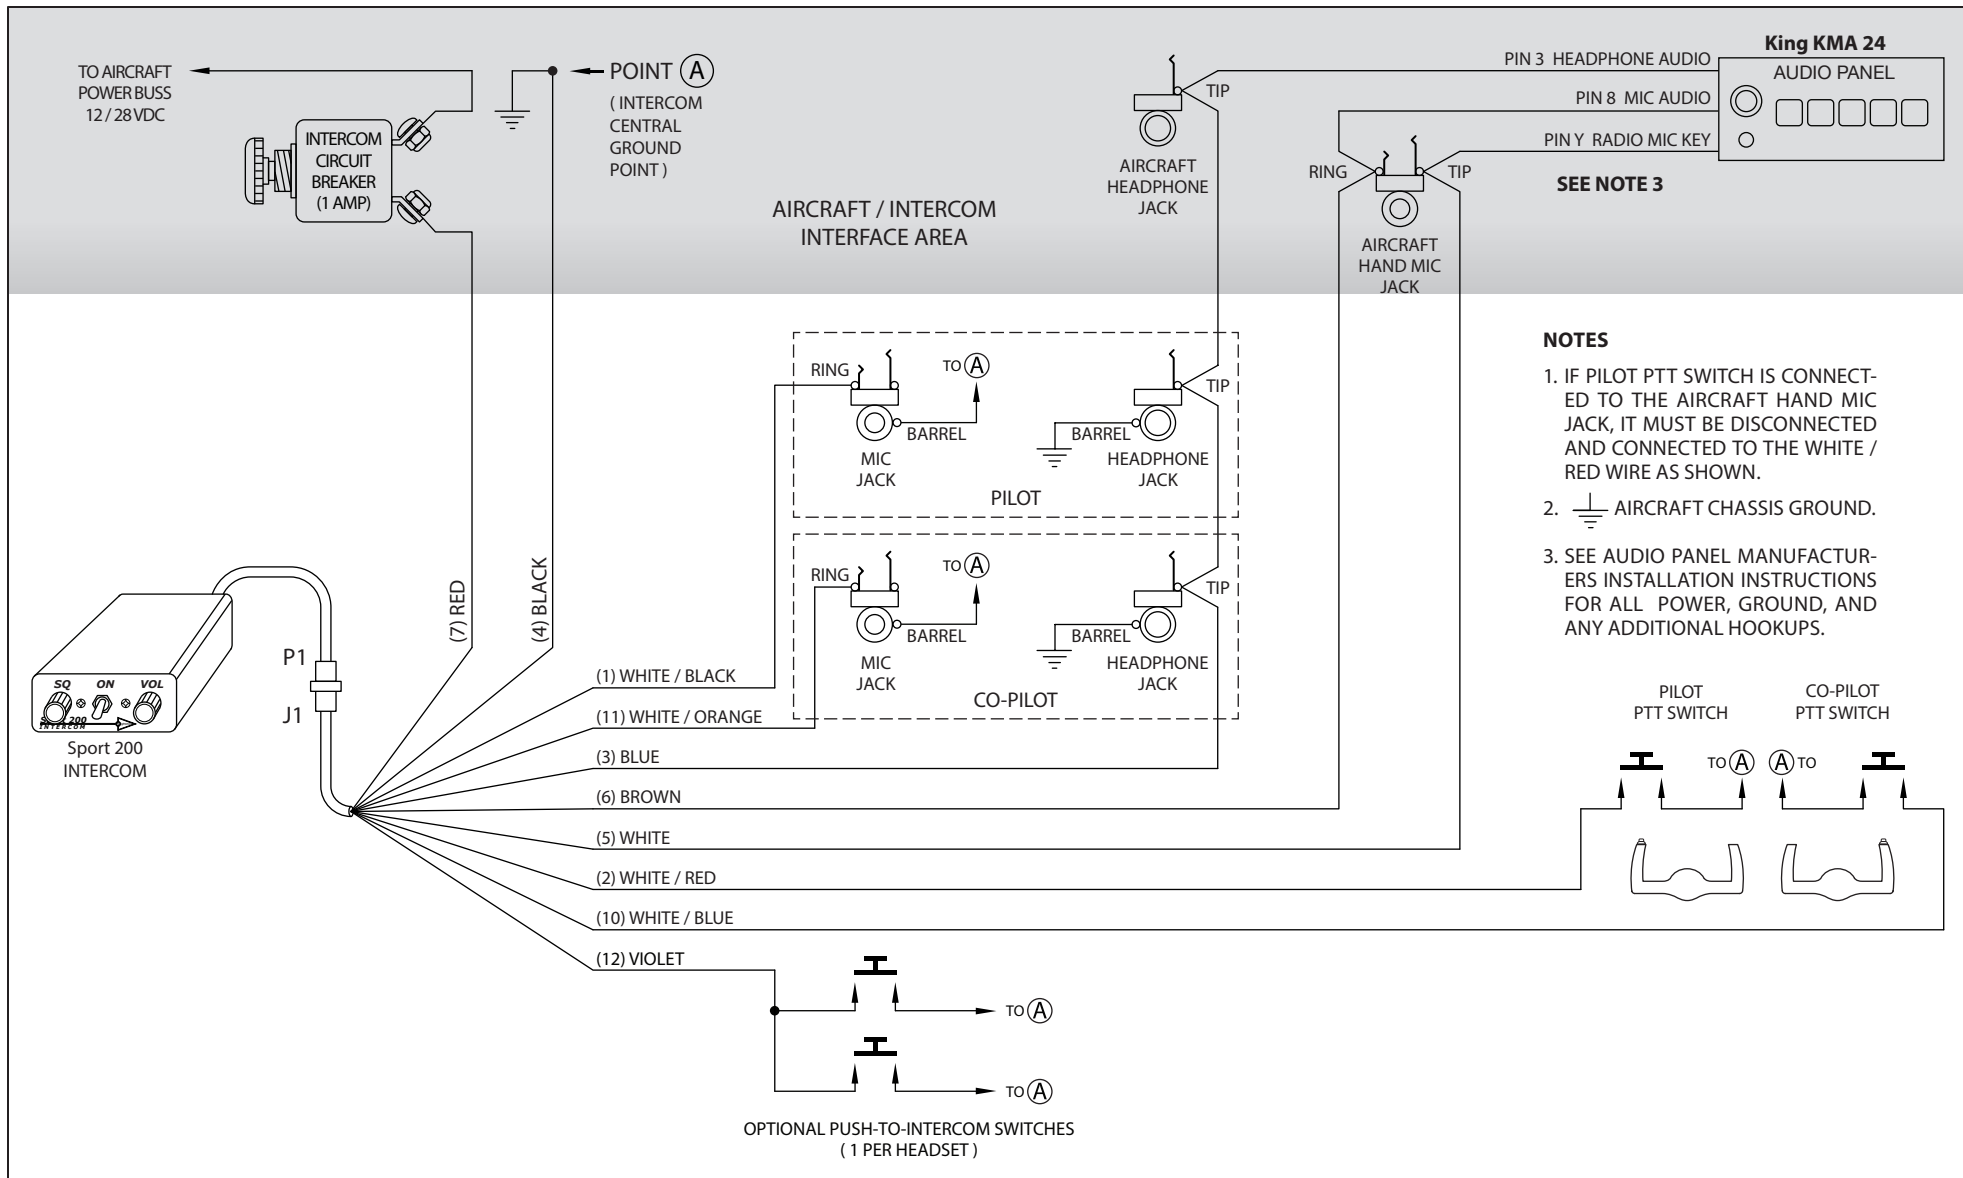 TO AIRCRAFT
POWER BUSS
12 / 28 VDC
INTERCOM
CIRCUIT
BREAKER
(1 AMP)
POINT A
( INTERCOM
CENTRAL
GROUND
POINT )
AIRCRAFT / INTERCOM
INTERFACE AREA
TIP
AIRCRAFT
HEADPHONE
JACK
King KMA 24
AUDIO PANEL
PIN 3 HEADPHONE AUDIO
PIN 8 MIC AUDIO
PIN Y RADIO MIC KEY
SEE NOTE 3
RING
TIP
AIRCRAFT
HAND MIC
JACK
RING
TO A
BARREL
MIC
JACK
TIP
BARREL
HEADPHONE
JACK
PILOT
RING
TO A
BARREL
MIC
JACK
TIP
BARREL
HEADPHONE
JACK
CO-PILOT
NOTES
1. IF PILOT PTT SWITCH IS CONNECT-
ED TO THE AIRCRAFT HAND MIC
JACK, IT MUST BE DISCONNECTED
AND CONNECTED TO THE WHITE /
RED WIRE AS SHOWN.
2. AIRCRAFT CHASSIS GROUND.
3. SEE AUDIO PANEL MANUFACTUR-
ERS INSTALLATION INSTRUCTIONS
FOR ALL POWER, GROUND, AND
ANY ADDITIONAL HOOKUPS.
(7) RED
(4) BLACK
P1
J1
SQ ON VOL
200
INTERCOM
Sport 200
INTERCOM
(1) WHITE / BLACK
(11) WHITE / ORANGE
(3) BLUE
(6) BROWN
(5) WHITE
(2) WHITE / RED
(10) WHITE / BLUE
(12) VIOLET
PILOT
PTT SWITCH
CO-PILOT
PTT SWITCH
TO A
A TO
TO A
TO A
OPTIONAL PUSH-TO-INTERCOM SWITCHES
( 1 PER HEADSET )